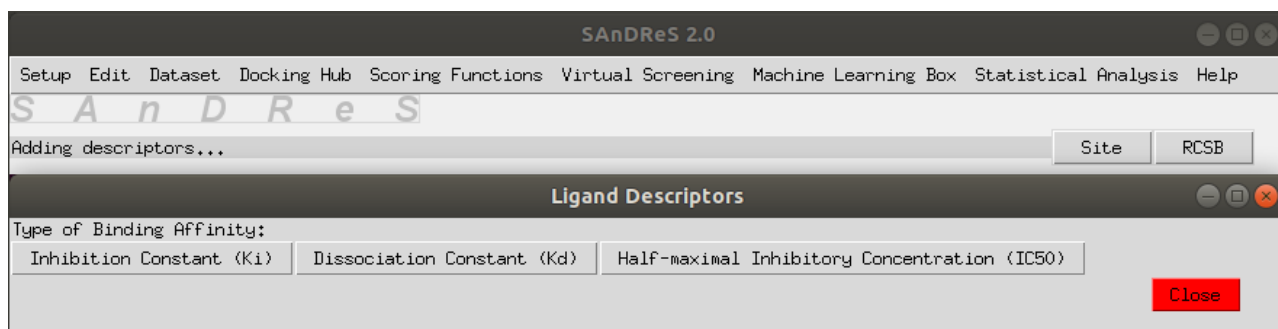 SAnDReS 2.0
Setup Edit Dataset Docking Hub Scoring Functions Virtual Screening Machine Learning Box Statistical Analysis Help
S A n D R e S
Adding descriptors... Site RCSB
Ligand Descriptors
Type of Binding Affinity:
Inhibition Constant (Ki) Dissociation Constant (Kd) Half-maximal Inhibitory Concentration (IC50)
Close